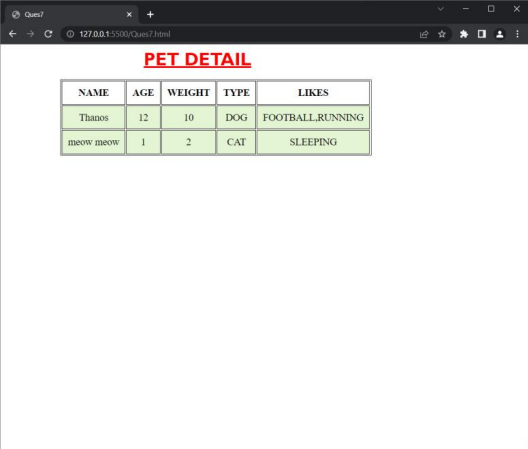 Ques7
127.0.0.1:5500/Ques7.html
PET DETAIL
NAME AGE WEIGHT TYPE LIKES
Thanos 12 10 DOG FOOTBALL,RUNNING
meow meow 1 2 CAT SLEEPING